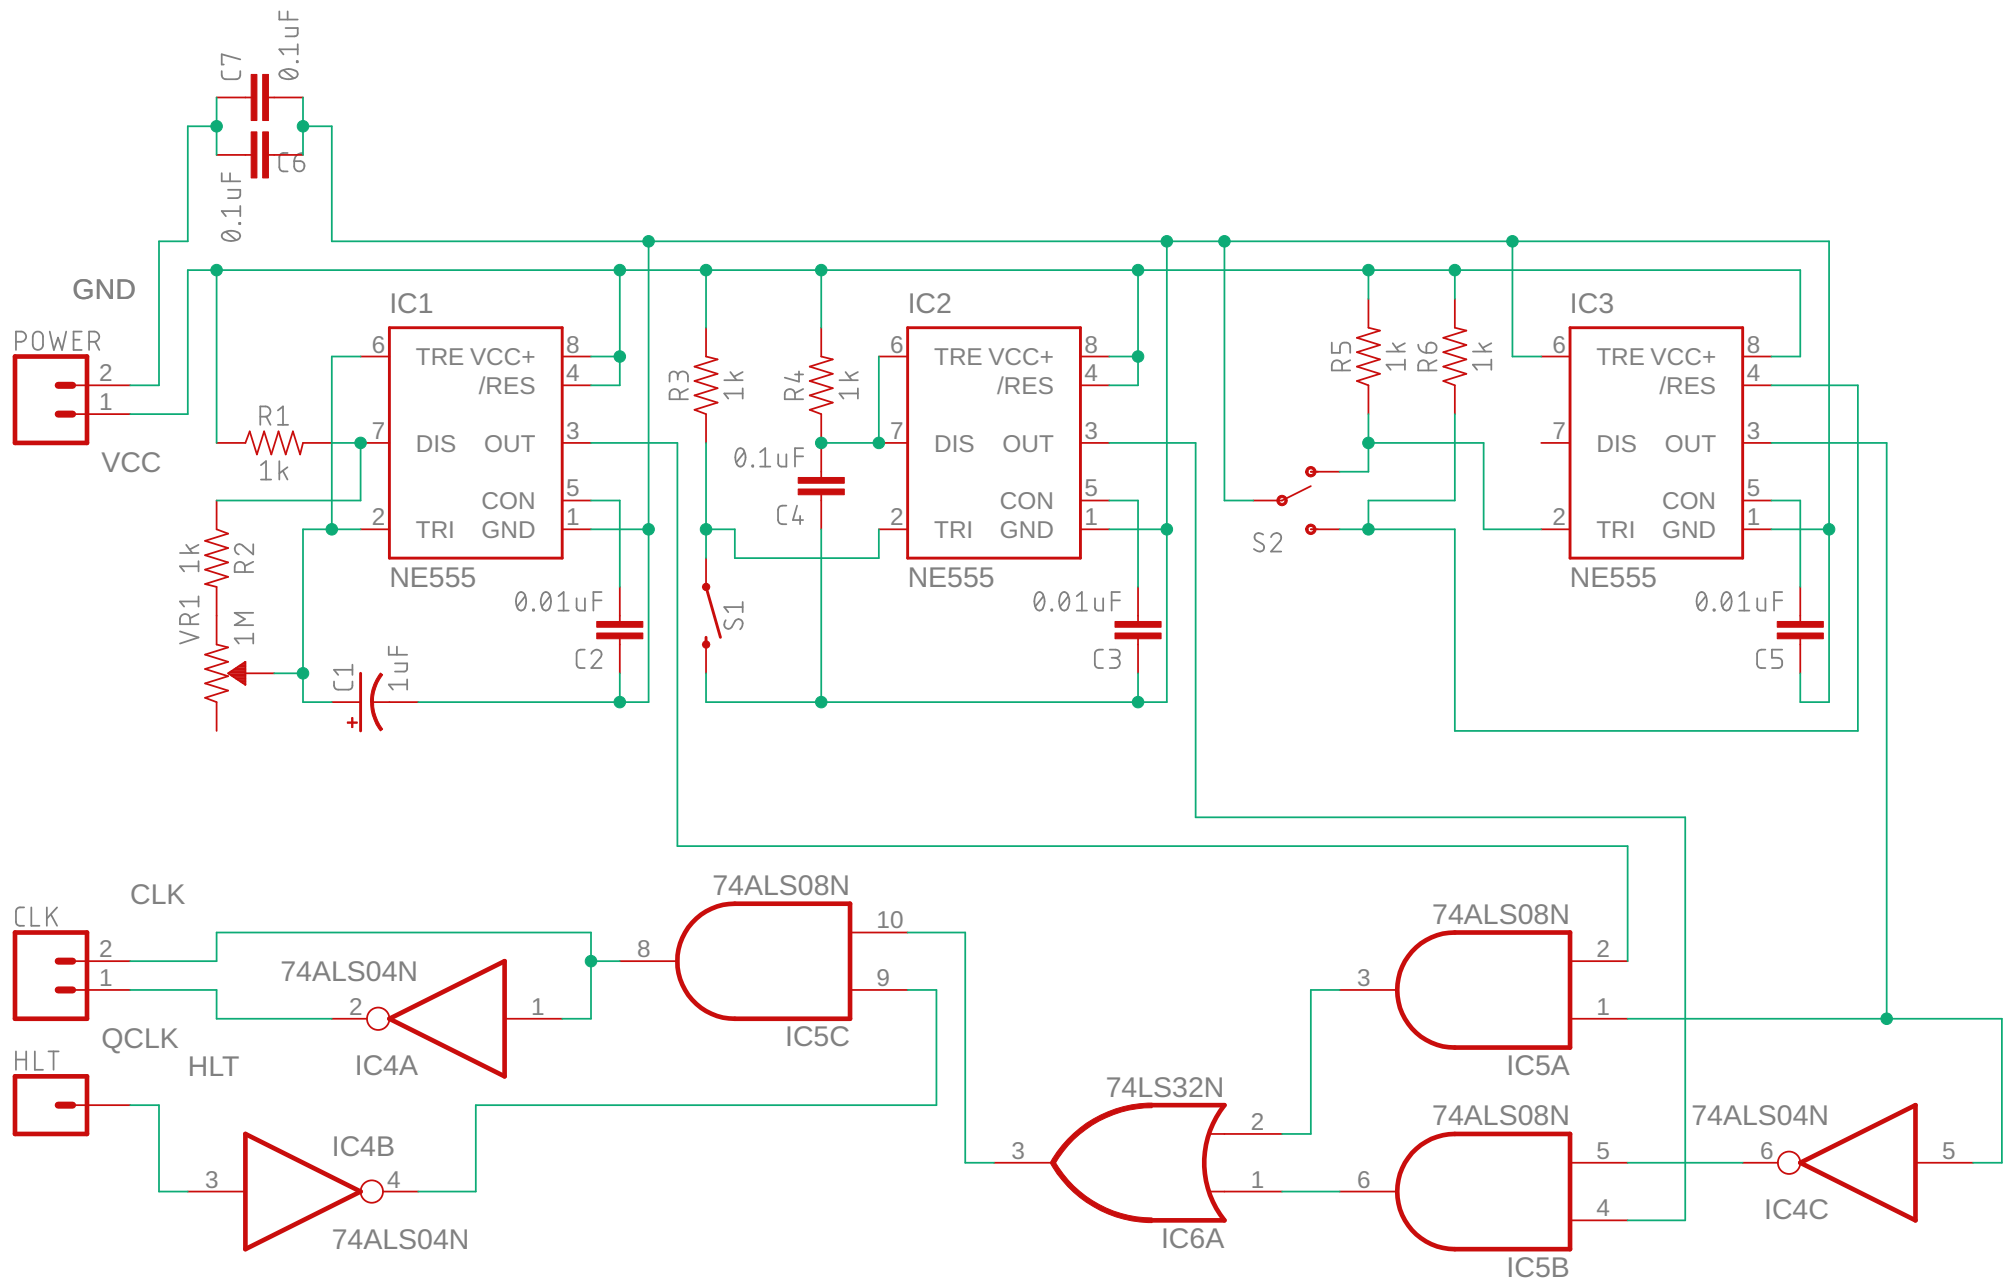 C7
0.1uF
C6
0.1uF
GND
POWER
2
1
VCC
R1
1k
R2
1k
VR1
1M
C1
1uF
+
IC1
6
TRE
VCC+
8
/RES
4
7
DIS
OUT
3
CON
5
2
TRI
GND
1
NE555
0.01uF
C2
R3
1k
S1
R4
1k
0.1uF
C4
IC2
6
TRE
VCC+
8
/RES
4
7
DIS
OUT
3
CON
5
2
TRI
GND
1
NE555
0.01uF
C3
S2
R5
1k
R6
1k
IC3
6
TRE
VCC+
8
/RES
4
7
DIS
OUT
3
CON
5
2
TRI
GND
1
NE555
0.01uF
C5
CLK
CLK
2
1
QCLK
HLT
HLT
74ALS04N
2
1
IC4A
IC4B
3
4
74ALS04N
74ALS08N
8
10
9
IC5C
74LS32N
3
2
1
IC6A
74ALS08N
3
2
1
IC5A
74ALS08N
6
5
4
IC5B
74ALS04N
6
5
IC4C